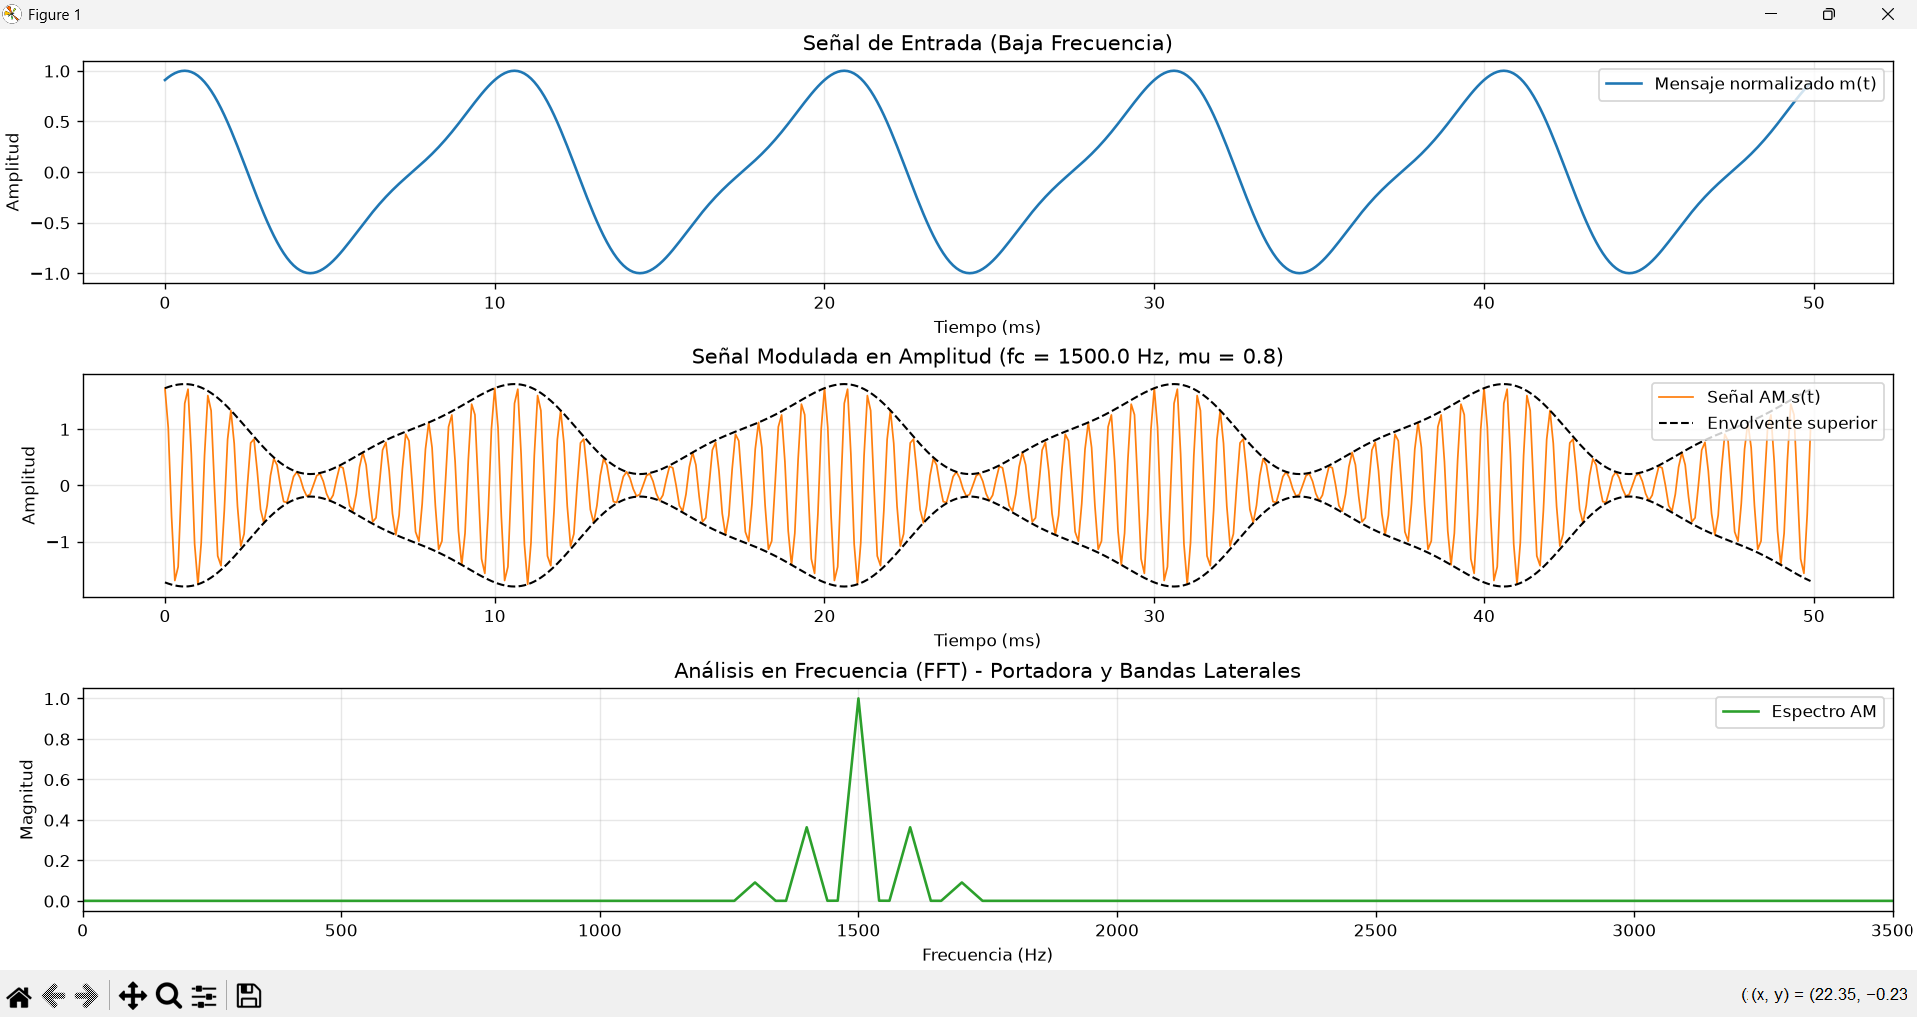 Figure 1
Señal de Entrada (Baja Frecuencia)
1.0
0.5
0.0
−0.5
−1.0
Amplitud
Mensaje normalizado m(t)
0 10 20 30 40 50
Tiempo (ms)
Señal Modulada en Amplitud (fc = 1500.0 Hz, mu = 0.8)
1
0
−1
Amplitud
Señal AM s(t)
Envolvente superior
0 10 20 30 40 50
Tiempo (ms)
Análisis en Frecuencia (FFT) - Portadora y Bandas Laterales
1.0
0.8
0.6
0.4
0.2
0.0
Magnitud
Espectro AM
0 500 1000 1500 2000 2500 3000 3500
Frecuencia (Hz)
(x, y) = (22.35, −0.23